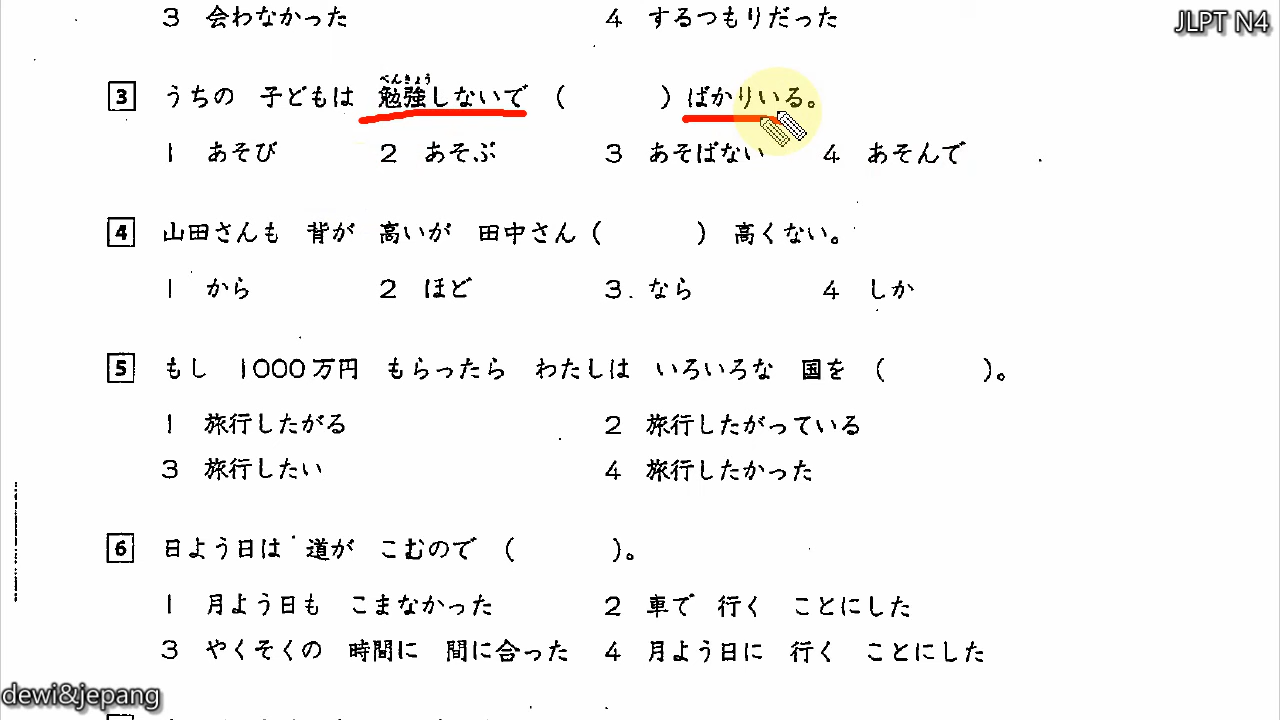 3 会わなかった 4 するつもりだった
JLPT N4
べんきょう
3 うちの 子どもは 勉強しないで ( ) ばかりいる。
1 あそび 2 あそぶ 3 あそばない 4 あそんで
4 山田さんも 背が 高いが 田中さん ( ) 高くない。
1 から 2 ほど 3 なら 4 しか
5 もし 1000万円 もらったら わたしは いろいろな 国を ( )。
1 旅行したがる 2 旅行したがっている
3 旅行したい 4 旅行したかった
6 日よう日は 道が こむので ( )。
1 月よう日も こまなかった 2 車で 行く ことにした
3 やくそくの 時間に 間に合った 4 月よう日に 行く ことにした
dewi&jepang